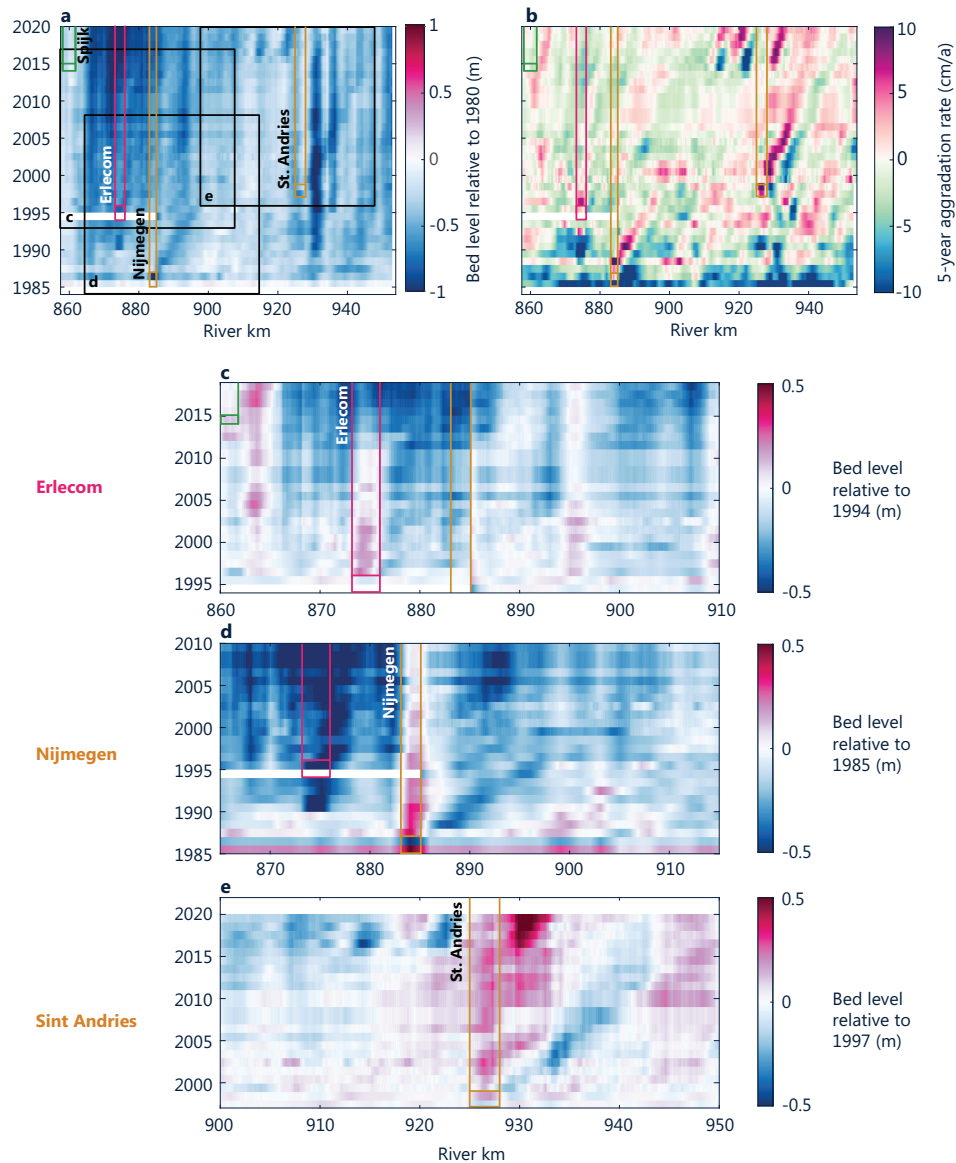 a
2020
2015
2010
2005
2000
1995
1990
1985
860
880
900
920
940
River km
Spijk
Erlecom
Nijmegen
St. Andries
c
d
e
1
0.5
0
-0.5
-1
Bed level relative to 1980 (m)
b
860
880
900
920
940
River km
10
5
0
-5
-10
5-year aggradation rate (cm/a)
c
Erlecom
2015
2010
2005
2000
1995
860
870
880
890
900
910
Erlecom
0.5
0
-0.5
Bed level
relative to
1994 (m)
d
Nijmegen
2010
2005
2000
1995
1990
1985
870
880
890
900
910
Nijmegen
0.5
0
-0.5
Bed level
relative to
1985 (m)
e
Sint Andries
2020
2015
2010
2005
2000
900
910
920
930
940
950
River km
St. Andries
0.5
0
-0.5
Bed level
relative to
1997 (m)